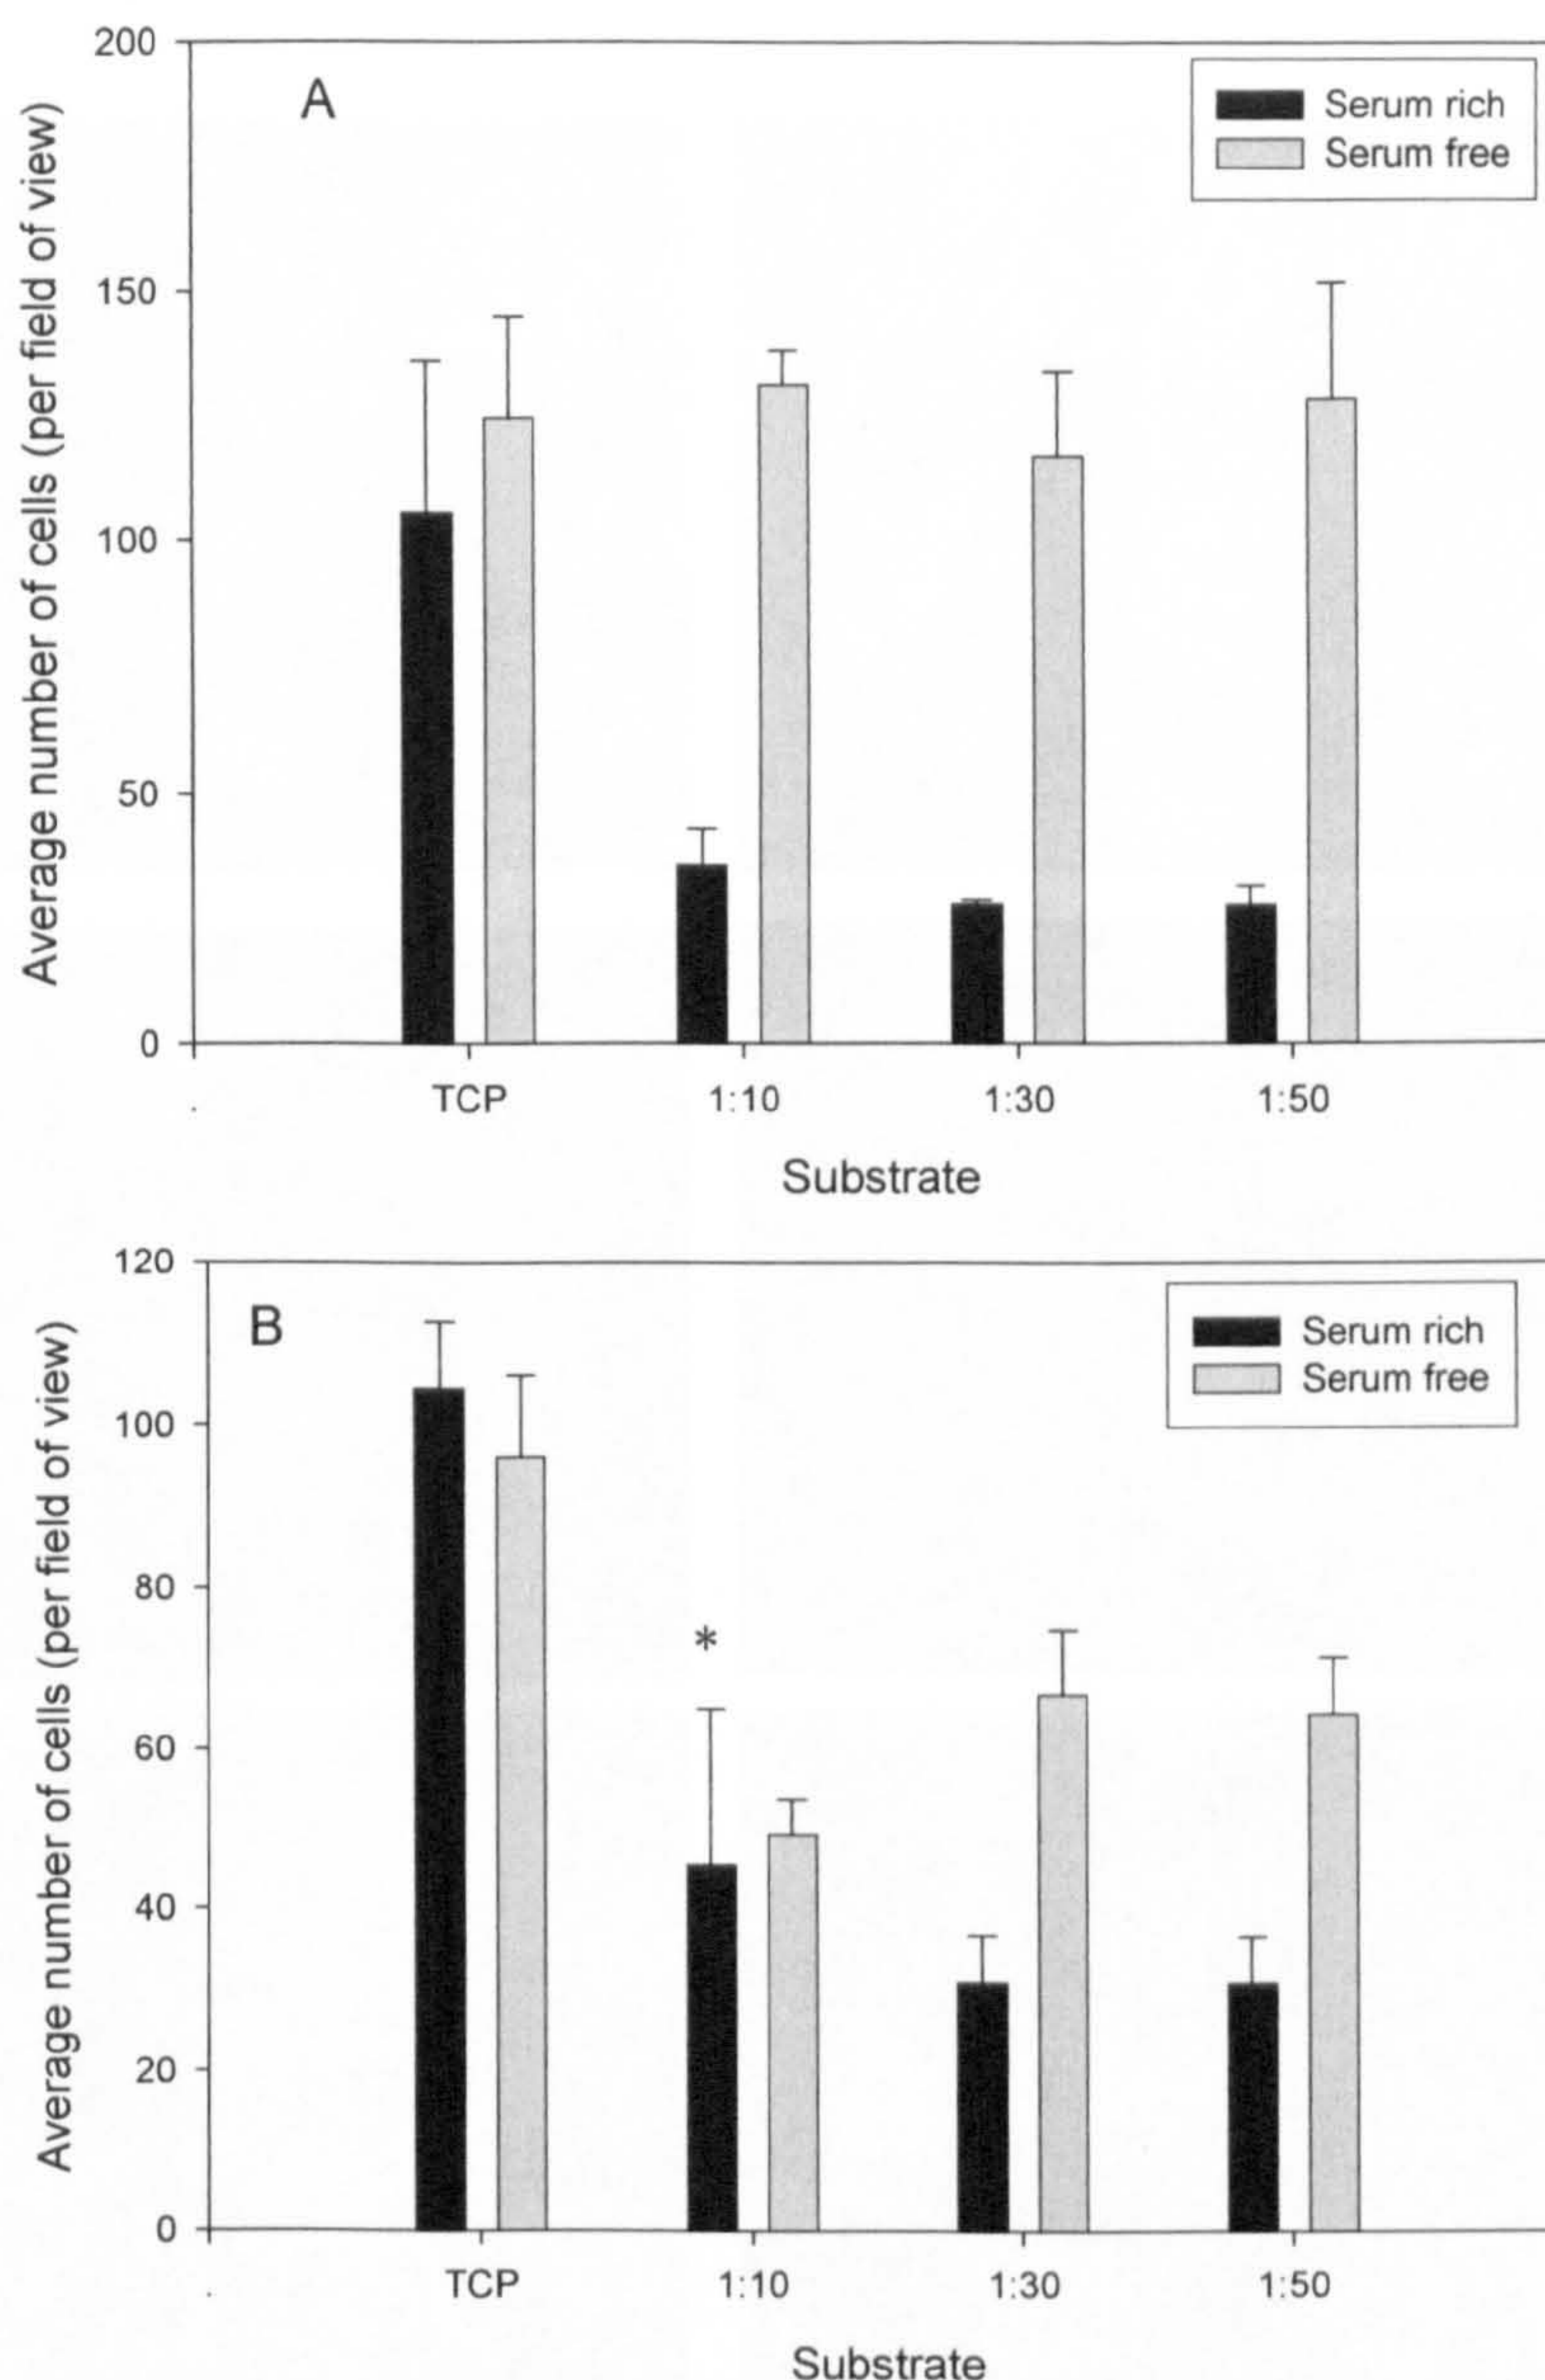 200
A
Serum rich
Serum free
150
100
50
0
Average number of cells (per field of view)
TCP 1:10 1:30 1:50
Substrate
120
B
Serum rich
Serum free
100
80
*
60
40
20
0
Average number of cells (per field of view)
TCP 1:10 1:30 1:50
Substrate